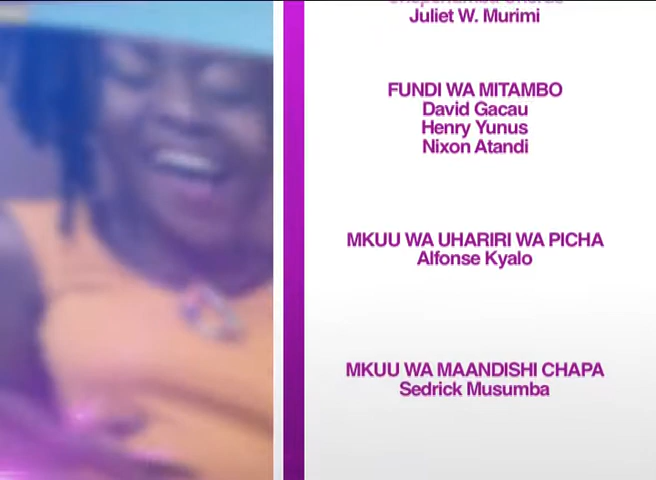 Juliet W. Murimi
FUNDI WA MITAMBO
David Gacau
Henry Yunus
Nixon Atandi
MKUU WA UHARIRI WA PICHA
Alfonse Kyalo
MKUU WA MAANDISHI CHAPA
Sedrick Musumba